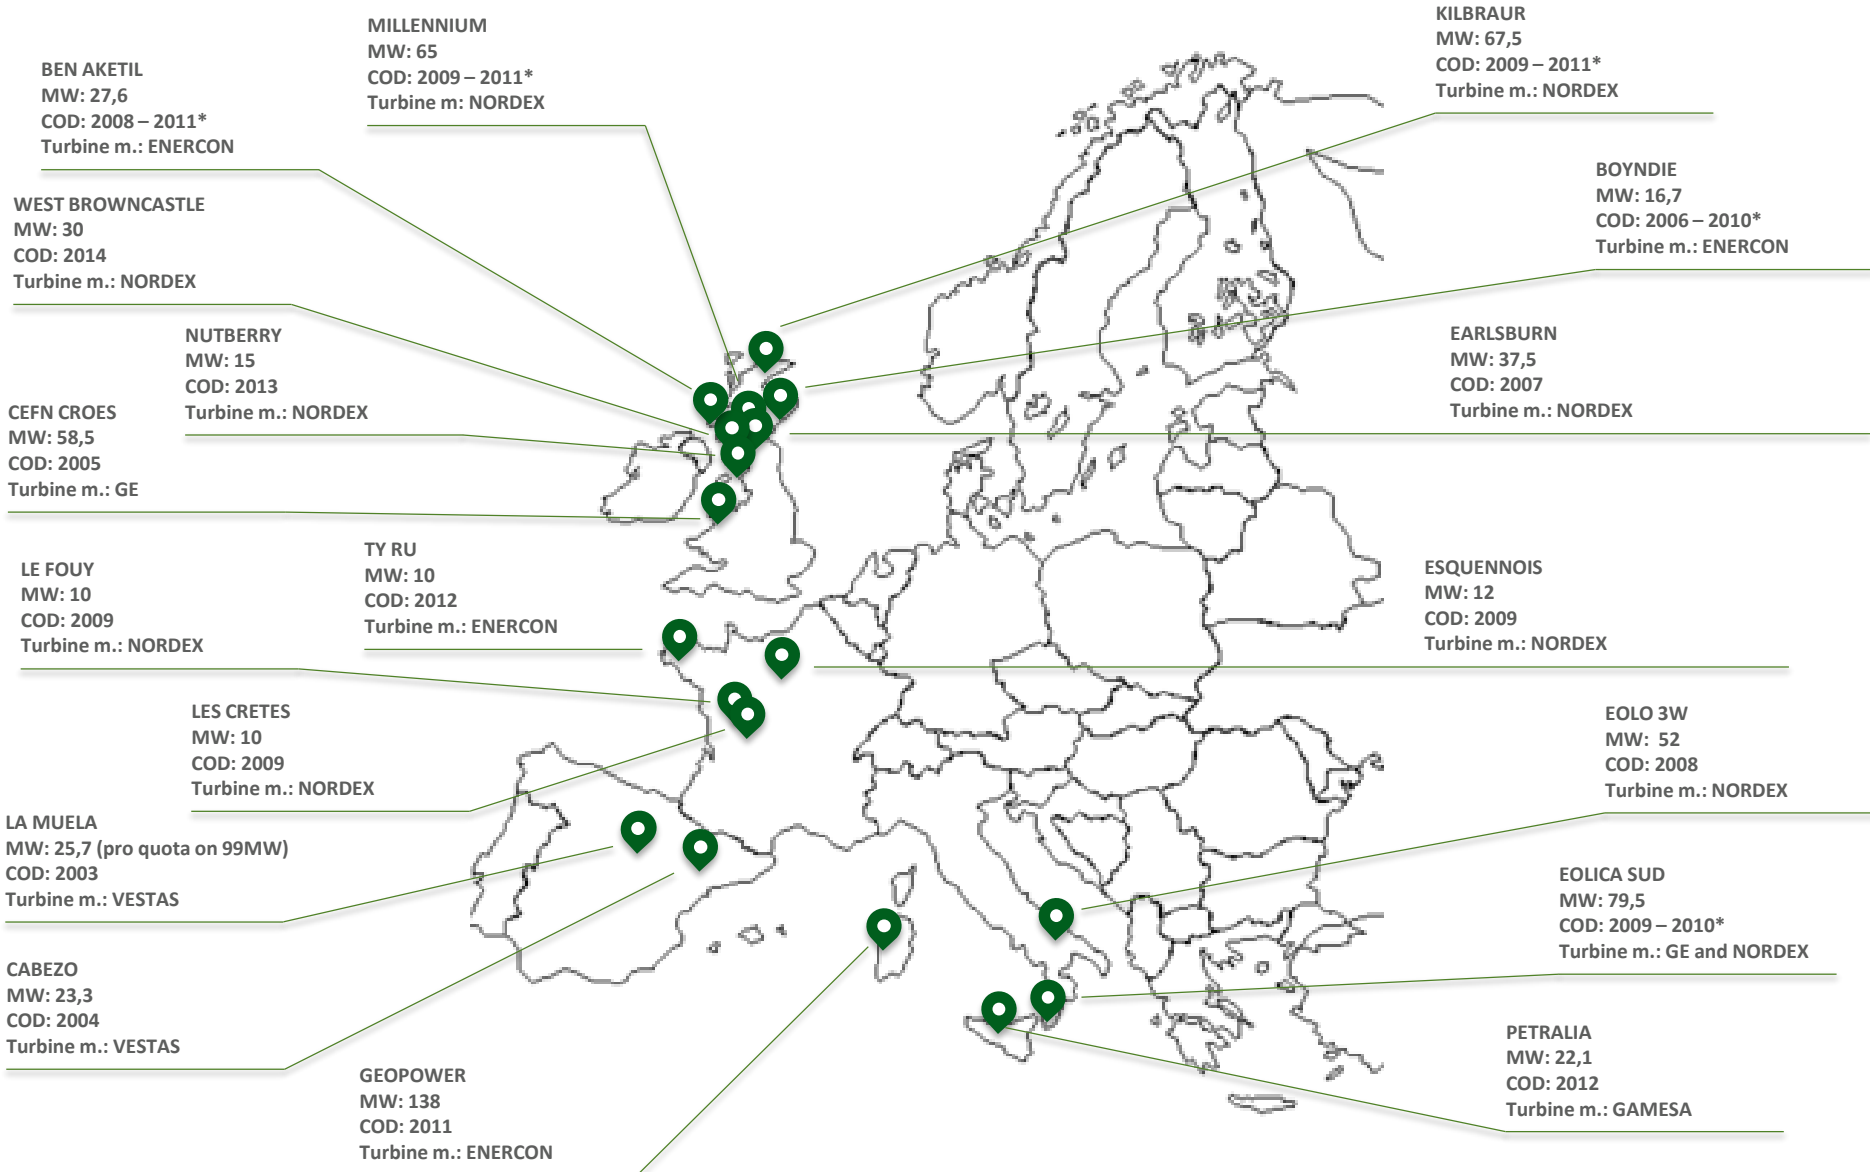 MILLENNIUM
MW: 65
COD: 2009 – 2011*
Turbine m: NORDEX
KILBRAUR
MW: 67,5
COD: 2009 – 2011*
Turbine m.: NORDEX
BEN AKETIL
MW: 27,6
COD: 2008 – 2011*
Turbine m.: ENERCON
BOYNDIE
MW: 16,7
COD: 2006 – 2010*
Turbine m.: ENERCON
WEST BROWNCASTLE
MW: 30
COD: 2014
Turbine m.: NORDEX
NUTBERRY
MW: 15
COD: 2013
Turbine m.: NORDEX
EARLSBURN
MW: 37,5
COD: 2007
Turbine m.: NORDEX
CEFN CROES
MW: 58,5
COD: 2005
Turbine m.: GE
TY RU
MW: 10
COD: 2012
Turbine m.: ENERCON
LE FOUY
MW: 10
COD: 2009
Turbine m.: NORDEX
ESQUENNOIS
MW: 12
COD: 2009
Turbine m.: NORDEX
LES CRETES
MW: 10
COD: 2009
Turbine m.: NORDEX
EOLO 3W
MW: 52
COD: 2008
Turbine m.: NORDEX
LA MUELA
MW: 25,7 (pro quota on 99MW)
COD: 2003
Turbine m.: VESTAS
EOLICA SUD
MW: 79,5
COD: 2009 – 2010*
Turbine m.: GE and NORDEX
CABEZO
MW: 23,3
COD: 2004
Turbine m.: VESTAS
PETRALIA
MW: 22,1
COD: 2012
Turbine m.: GAMESA
GEOPOWER
MW: 138
COD: 2011
Turbine m.: ENERCON